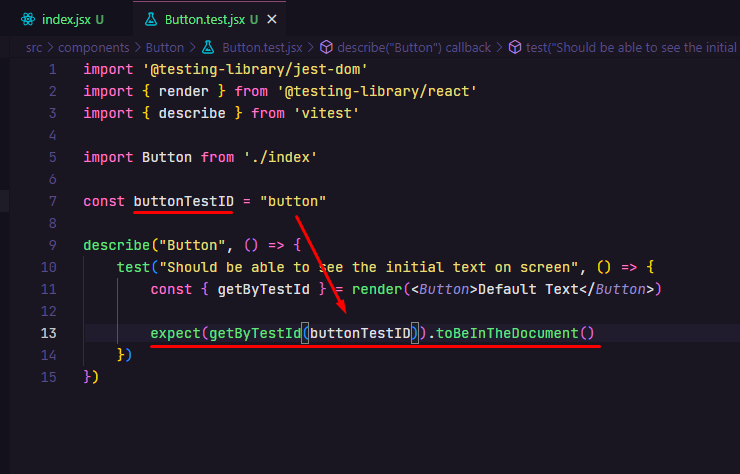 index.jsx U
Button.test.jsx U
src > components > Button > Button.test.jsx > describe("Button") callback > test("Should be able to see the initial
1 import '@testing-library/jest-dom'
2 import { render } from '@testing-library/react'
3 import { describe } from 'vitest'
4
5 import Button from './index'
6
7 const buttonTestID = "button"
8
9 describe("Button", () => {
10 test("Should be able to see the initial text on screen", () => {
11 const { getByTestId } = render(<Button>Default Text</Button>)
12
13 expect(getByTestId(buttonTestID)).toBeInTheDocument()
14 })
15 })